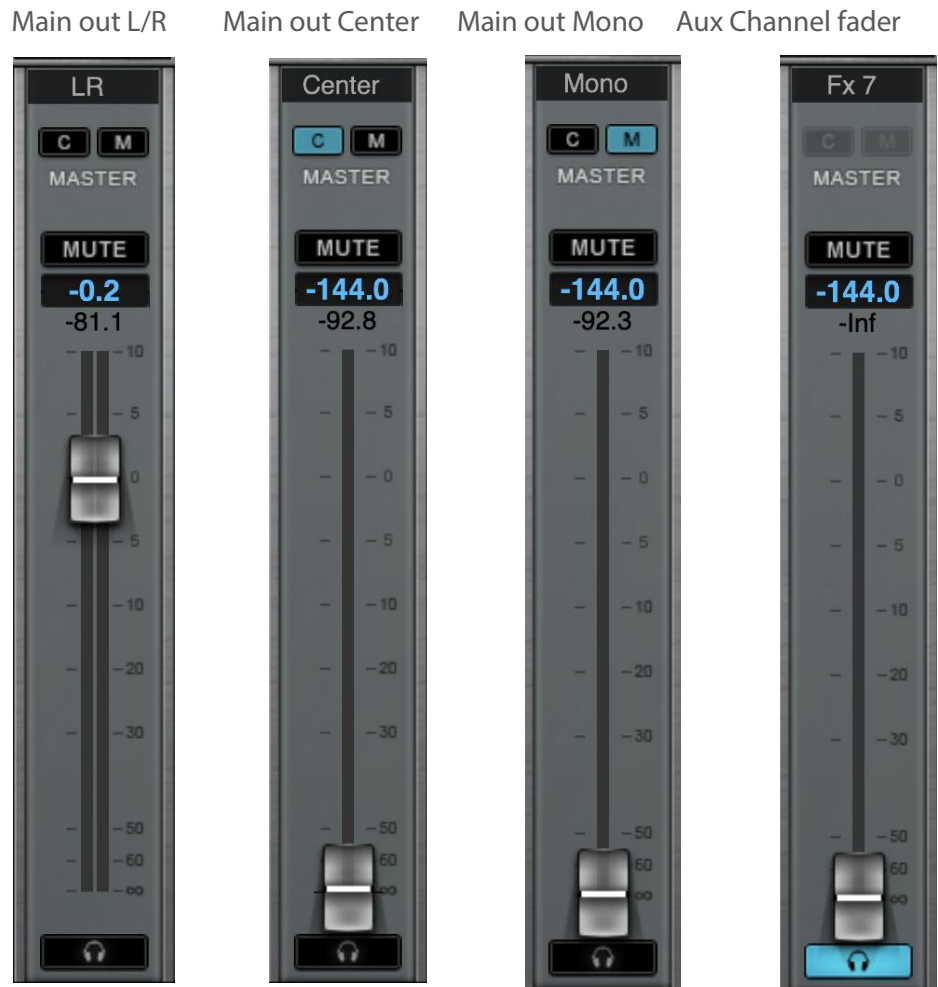 Main out L/R
Main out Center
Main out Mono
Aux Channel fader
LR
C M
MASTER
MUTE
-0.2
-81.1
10
5
0
5
10
20
30
50
60
∞
Center
C M
MASTER
MUTE
-144.0
-92.8
10
5
0
5
10
20
30
50
60
∞
Mono
C M
MASTER
MUTE
-144.0
-92.3
10
5
0
5
10
20
30
50
60
∞
Fx 7
C M
MASTER
MUTE
-144.0
-Inf
10
5
0
5
10
20
30
50
60
∞